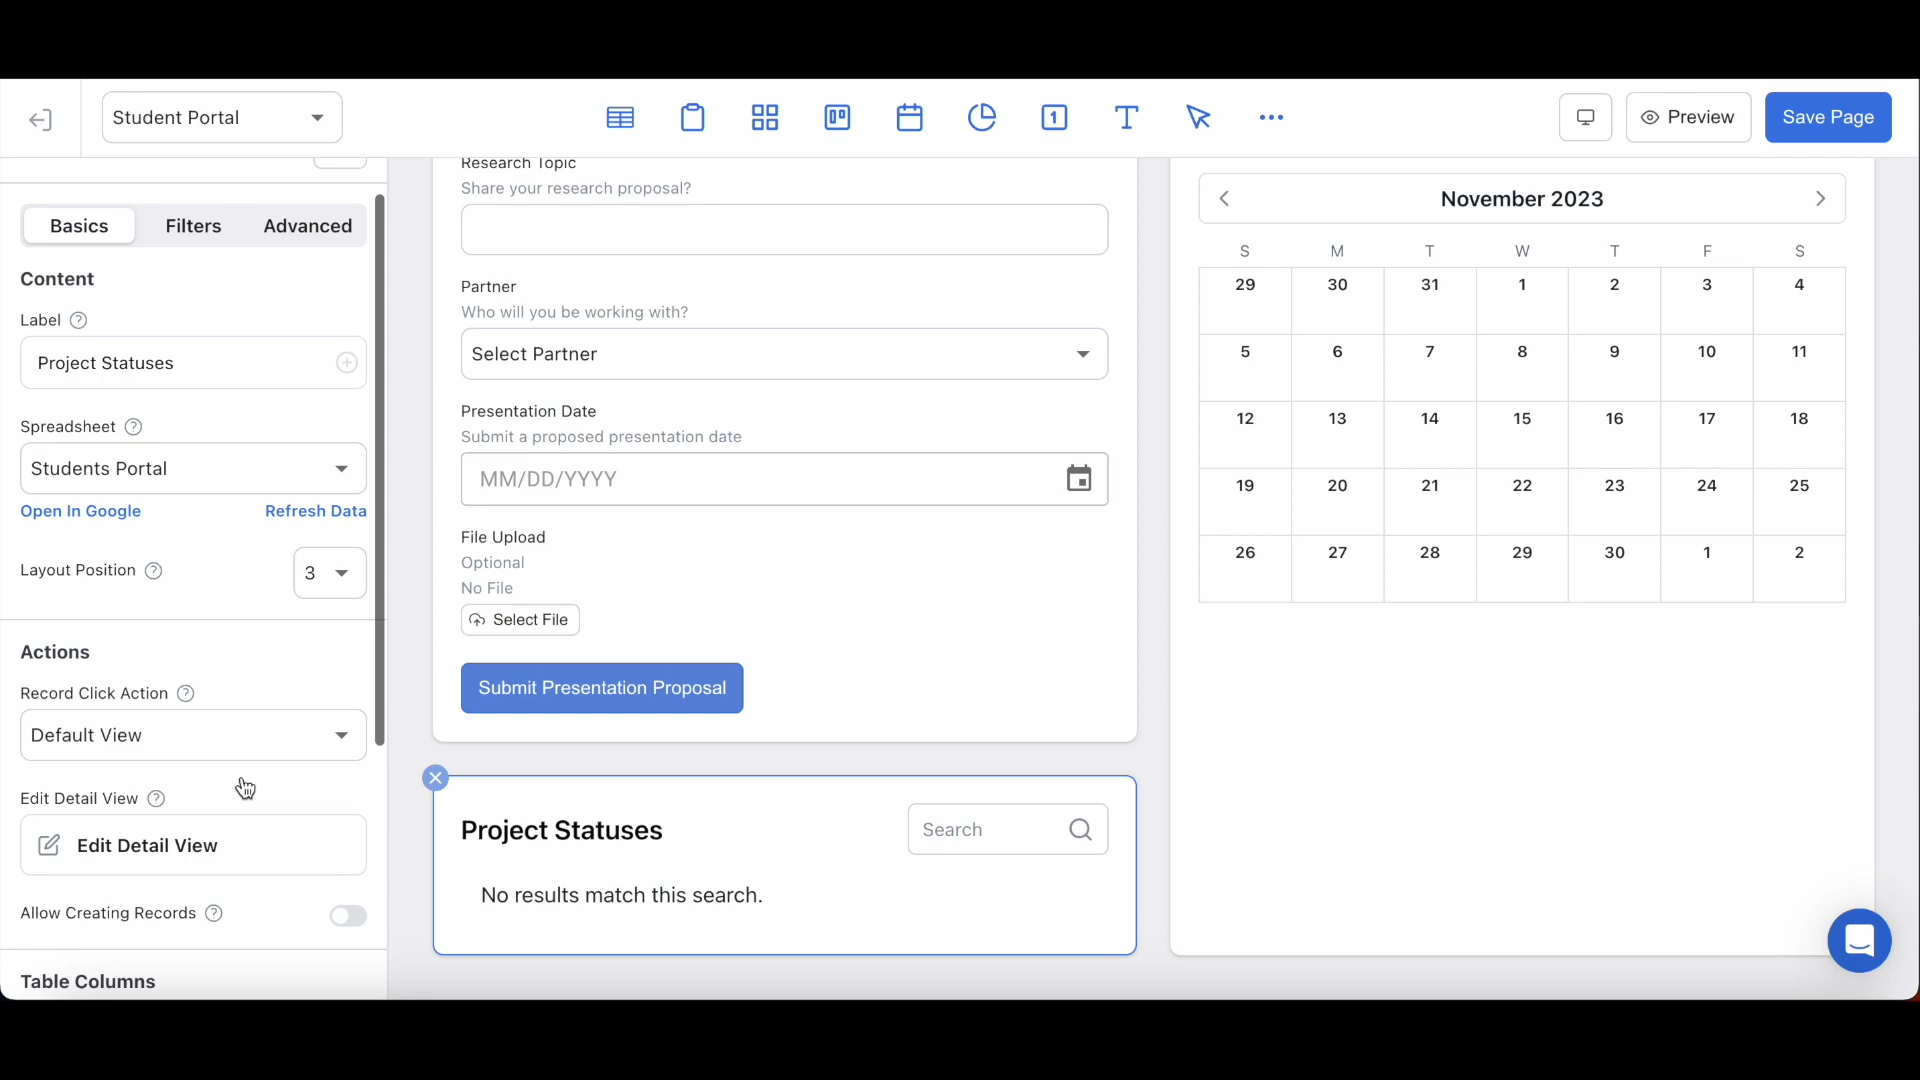 Student Portal
1
Preview
Save Page
Basics
Filters
Advanced
Content
Label
Project Statuses
Spreadsheet
Students Portal
Open In Google
Refresh Data
Layout Position
3
Actions
Record Click Action
Default View
Edit Detail View
Edit Detail View
Allow Creating Records
Table Columns
Research Topic
Share your research proposal?
Partner
Who will you be working with?
Select Partner
Presentation Date
Submit a proposed presentation date
MM/DD/YYYY
File Upload
Optional
No File
Select File
Submit Presentation Proposal
Project Statuses
Search
No results match this search.
November 2023
S M T W T F S
29 30 31 1 2 3 4
5 6 7 8 9 10 11
12 13 14 15 16 17 18
19 20 21 22 23 24 25
26 27 28 29 30 1 2